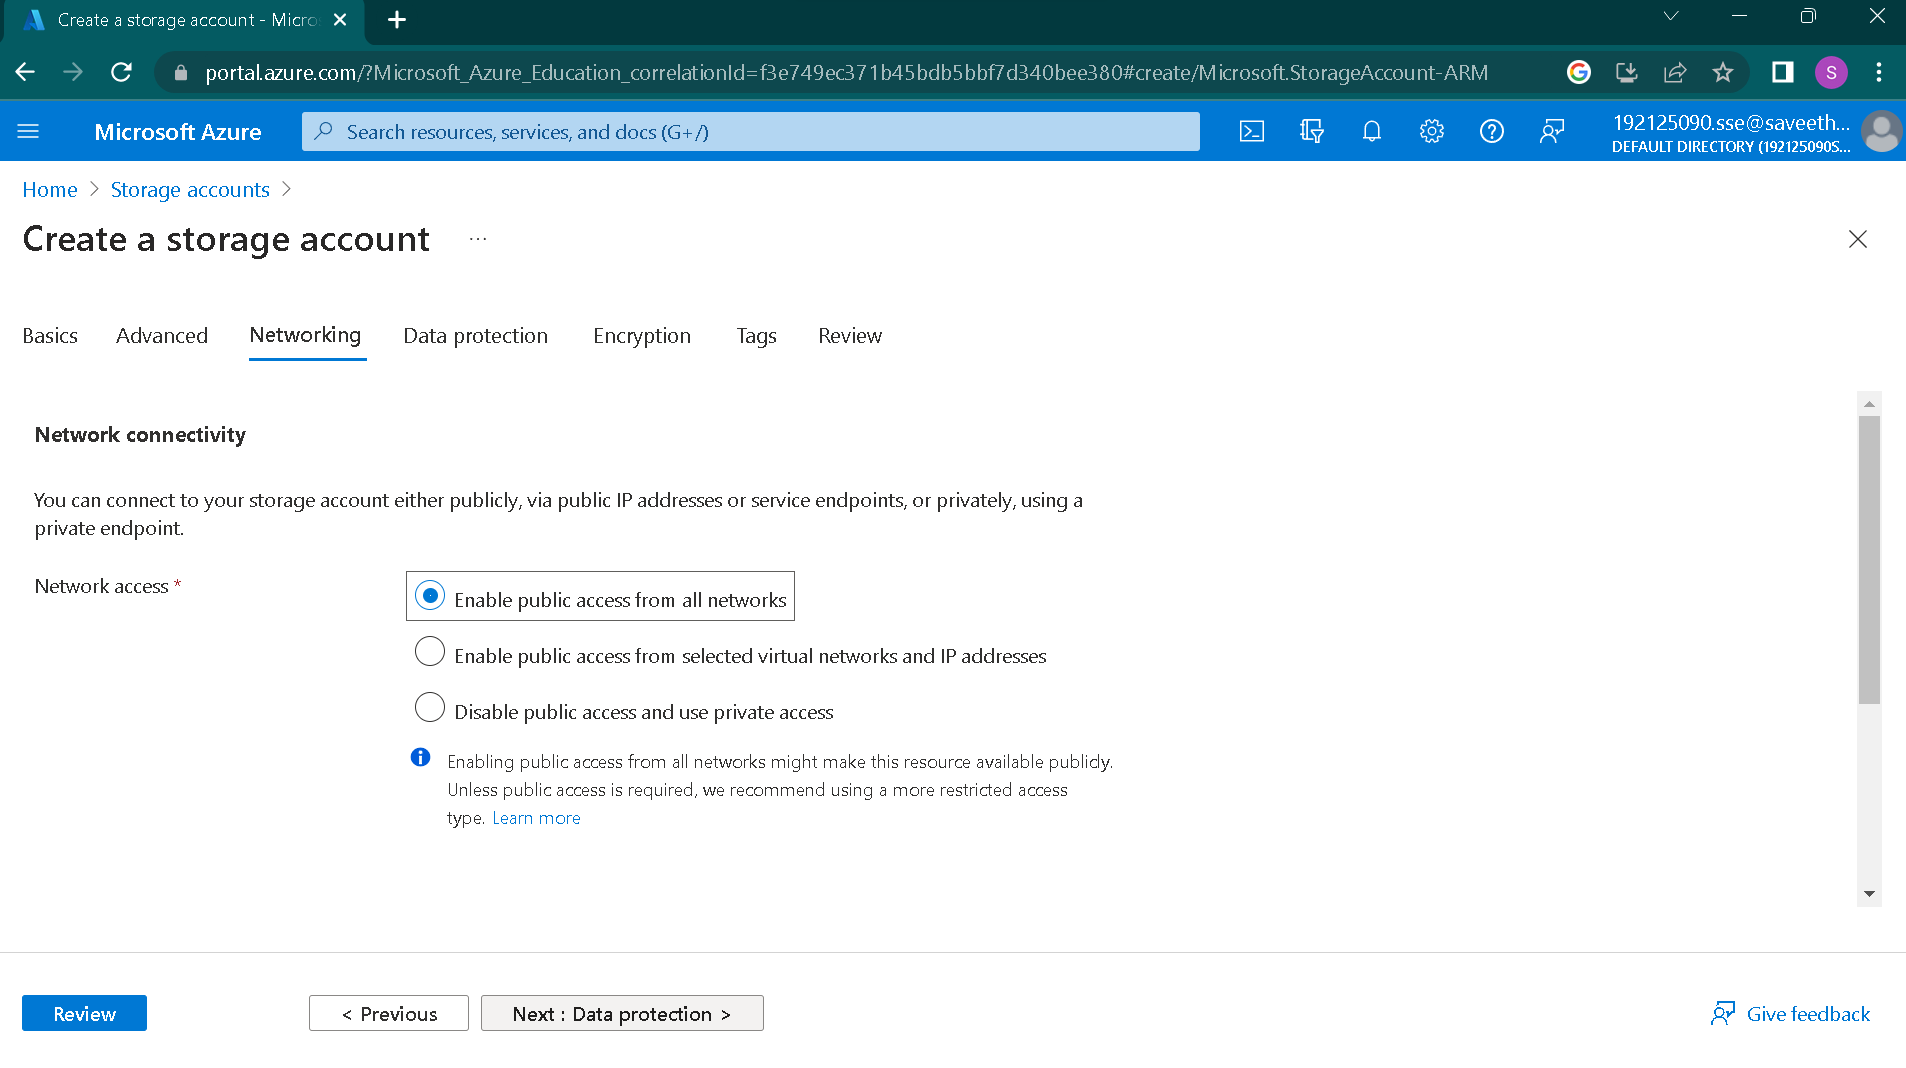 Create a storage account - Micro
portal.azure.com/?Microsoft_Azure_Education_correlationId=f3e749ec371b45bdb5bbf7d340bee380#create/Microsoft.StorageAccount-ARM
S
Microsoft Azure
Search resources, services, and docs (G+/)
192125090.sse@saveeth...
DEFAULT DIRECTORY (192125090S...
Home > Storage accounts >
Create a storage account ...
Basics Advanced Networking Data protection Encryption Tags Review
Network connectivity
You can connect to your storage account either publicly, via public IP addresses or service endpoints, or privately, using a
private endpoint.
Network access *
Enable public access from all networks
Enable public access from selected virtual networks and IP addresses
Disable public access and use private access
Enabling public access from all networks might make this resource available publicly.
Unless public access is required, we recommend using a more restricted access
type. Learn more
Review
< Previous
Next : Data protection >
Give feedback